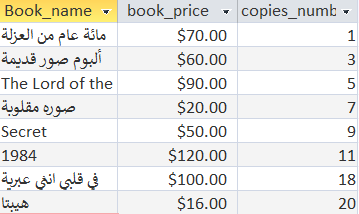 Book_name book_price copies_numb
مائة عام من العزلة $70.00 1
ألبوم صور قديمة $60.00 3
The Lord of the $90.00 5
صوره مقلوبة $20.00 7
Secret $50.00 9
1984 $120.00 11
في قلبي انثي عبرية $100.00 18
هيبتا $16.00 20